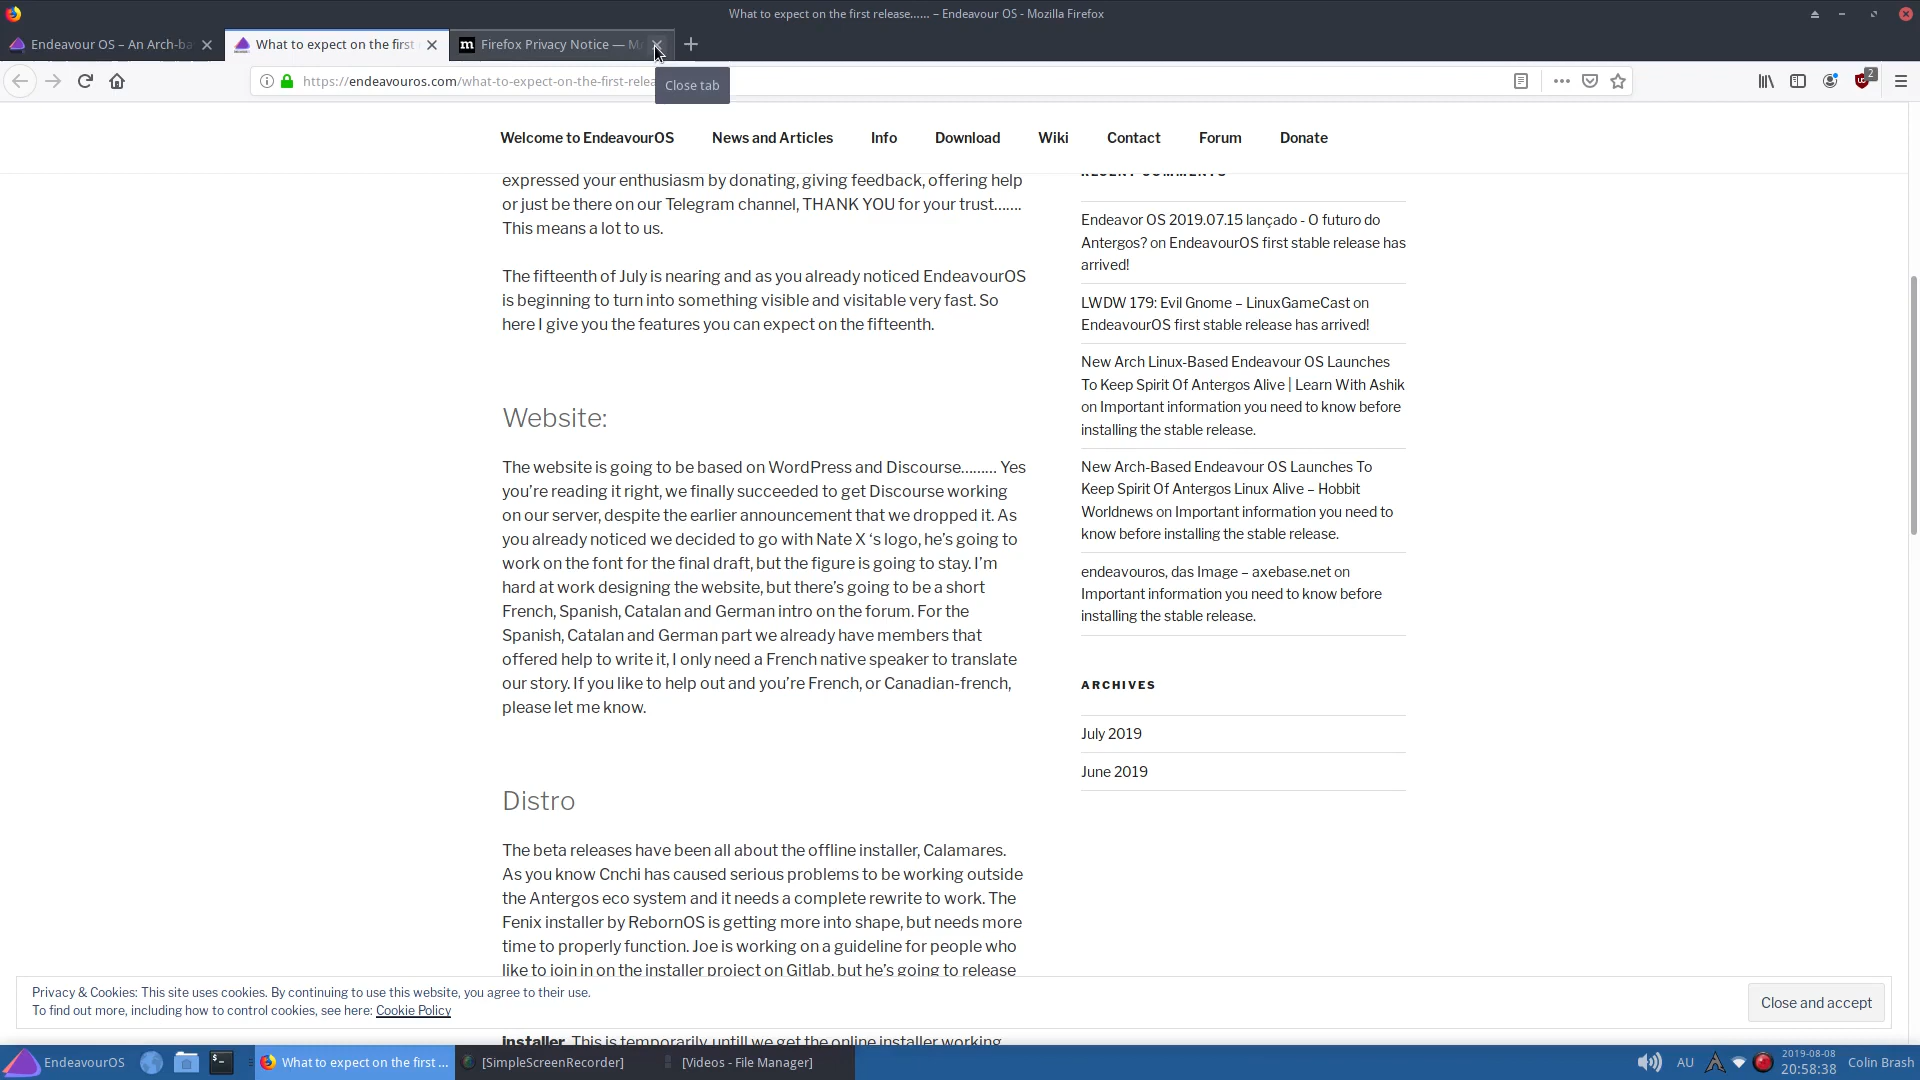 What to expect on the first release...... – Endeavour OS - Mozilla Firefox
Endeavour OS – An Arch-ba
What to expect on the first
m Firefox Privacy Notice — M
https://endeavouros.com/what-to-expect-on-the-first-relea
Close tab
2
Welcome to EndeavourOS News and Articles Info Download Wiki Contact Forum Donate
expressed your enthusiasm by donating, giving feedback, offering help
or just be there on our Telegram channel, THANK YOU for your trust…….
This means a lot to us.
The fifteenth of July is nearing and as you already noticed EndeavourOS
is beginning to turn into something visible and visitable very fast. So
here I give you the features you can expect on the fifteenth.
Website:
The website is going to be based on WordPress and Discourse……… Yes
you’re reading it right, we finally succeeded to get Discourse working
on our server, despite the earlier announcement that we dropped it. As
you already noticed we decided to go with Nate X ‘s logo, he’s going to
work on the font for the final draft, but the figure is going to stay. I’m
hard at work designing the website, but there’s going to be a short
French, Spanish, Catalan and German intro on the forum. For the
Spanish, Catalan and German part we already have members that
offered help to write it, I only need a French native speaker to translate
our story. If you like to help out and you’re French, or Canadian-french,
please let me know.
Distro
The beta releases have been all about the offline installer, Calamares.
As you know Cnchi has caused serious problems to be working outside
the Antergos eco system and it needs a complete rewrite to work. The
Fenix installer by RebornOS is getting more into shape, but needs more
time to properly function. Joe is working on a guideline for people who
like to join in on the installer project on Gitlab, but he’s going to release
installer. This is temporarily untill we get the online installer working
RECENT COMMENTS
Endeavor OS 2019.07.15 lançado - O futuro do
Antergos? on EndeavourOS first stable release has
arrived!
LWDW 179: Evil Gnome – LinuxGameCast on
EndeavourOS first stable release has arrived!
New Arch Linux-Based Endeavour OS Launches
To Keep Spirit Of Antergos Alive | Learn With Ashik
on Important information you need to know before
installing the stable release.
New Arch-Based Endeavour OS Launches To
Keep Spirit Of Antergos Linux Alive – Hobbit
Worldnews on Important information you need to
know before installing the stable release.
endeavouros, das Image – axebase.net on
Important information you need to know before
installing the stable release.
ARCHIVES
July 2019
June 2019
Privacy & Cookies: This site uses cookies. By continuing to use this website, you agree to their use.
To find out more, including how to control cookies, see here: Cookie Policy
Close and accept
EndeavourOS
What to expect on the first ...
[SimpleScreenRecorder]
[Videos - File Manager]
AU
2019-08-08
20:58:38
Colin Brash